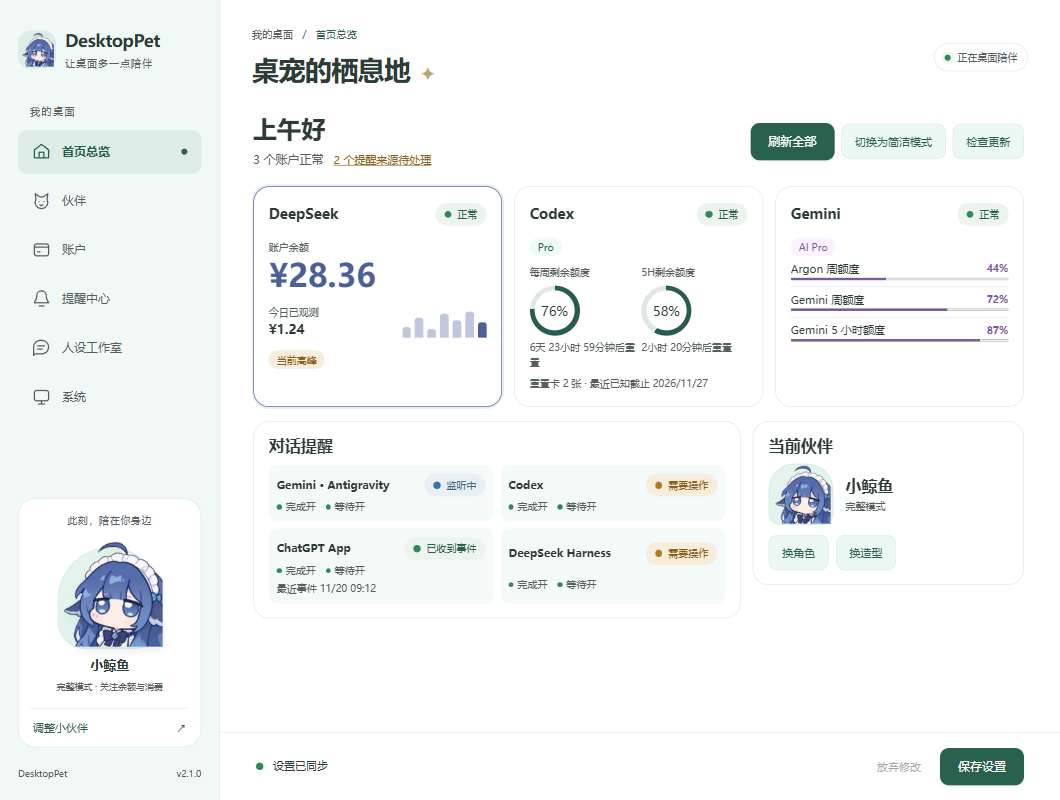 DesktopPet
让桌面多一点陪伴
我的桌面
首页总览
伙伴
账户
提醒中心
人设工作室
系统
此刻，陪在你身边
小鲸鱼
完整模式 · 关注余额与消费
调整小伙伴 ↗
DesktopPet v2.1.0
我的桌面 / 首页总览
桌宠的栖息地
正在桌面陪伴
上午好
3 个账户正常 2 个提醒来源待处理
刷新全部 切换为简洁模式 检查更新
DeepSeek 正常
账户余额
¥28.36
今日已观测
¥1.24
当前高峰
Codex 正常
Pro
每周剩余额度 5H剩余额度
76% 58%
6天 23小时 59分钟后重置 2小时 20分钟后重置
重置卡 2 张 · 最近已知截止 2026/11/27
Gemini 正常
AI Pro
Argon 周额度 44%
Gemini 周额度 72%
Gemini 5 小时额度 87%
对话提醒
Gemini • Antigravity 监听中
完成开 等待开
Codex 需要操作
完成开 等待开
ChatGPT App 已收到事件
完成开 等待开
最近事件 11/20 09:12
DeepSeek Harness 需要操作
完成开 等待开
当前伙伴
小鲸鱼
完整模式
换角色 换造型
设置已同步
放弃修改 保存设置